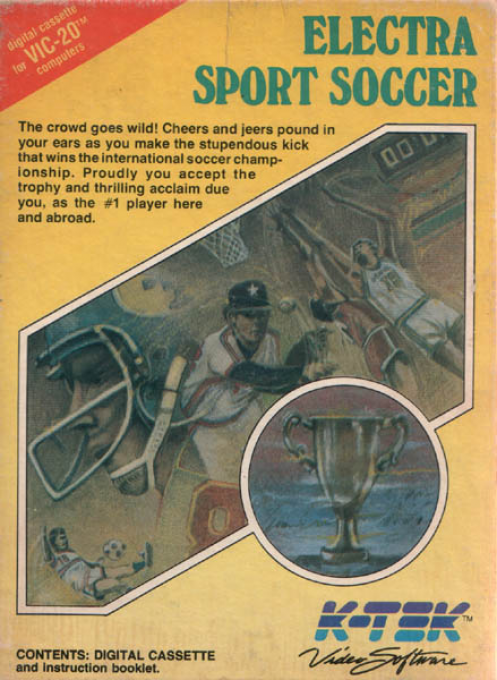 digital cassette
for VIC-20™
computers
ELECTRA
SPORT SOCCER
The crowd goes wild! Cheers and jeers pound in
your ears as you make the stupendous kick
that wins the international soccer champ-
ionship. Proudly you accept the
trophy and thrilling acclaim due
you, as the #1 player here
and abroad.
K-TEK™
Video Software
CONTENTS: DIGITAL CASSETTE
and instruction booklet.